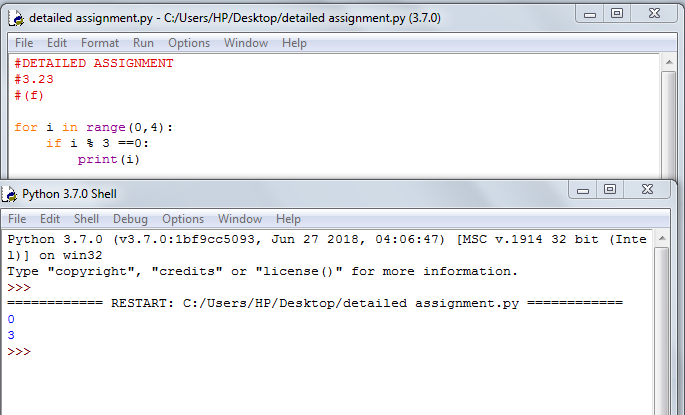 detailed assignment.py - C:/Users/HP/Desktop/detailed assignment.py (3.7.0)
File Edit Format Run Options Window Help
#DETAILED ASSIGNMENT
#3.23
#(f)
for i in range(0,4):
    if i % 3 ==0:
        print(i)
Python 3.7.0 Shell
File Edit Shell Debug Options Window Help
Python 3.7.0 (v3.7.0:1bf9cc5093, Jun 27 2018, 04:06:47) [MSC v.1914 32 bit (Inte
l)] on win32
Type "copyright", "credits" or "license()" for more information.
>>>
============ RESTART: C:/Users/HP/Desktop/detailed assignment.py ============
0
3
>>>